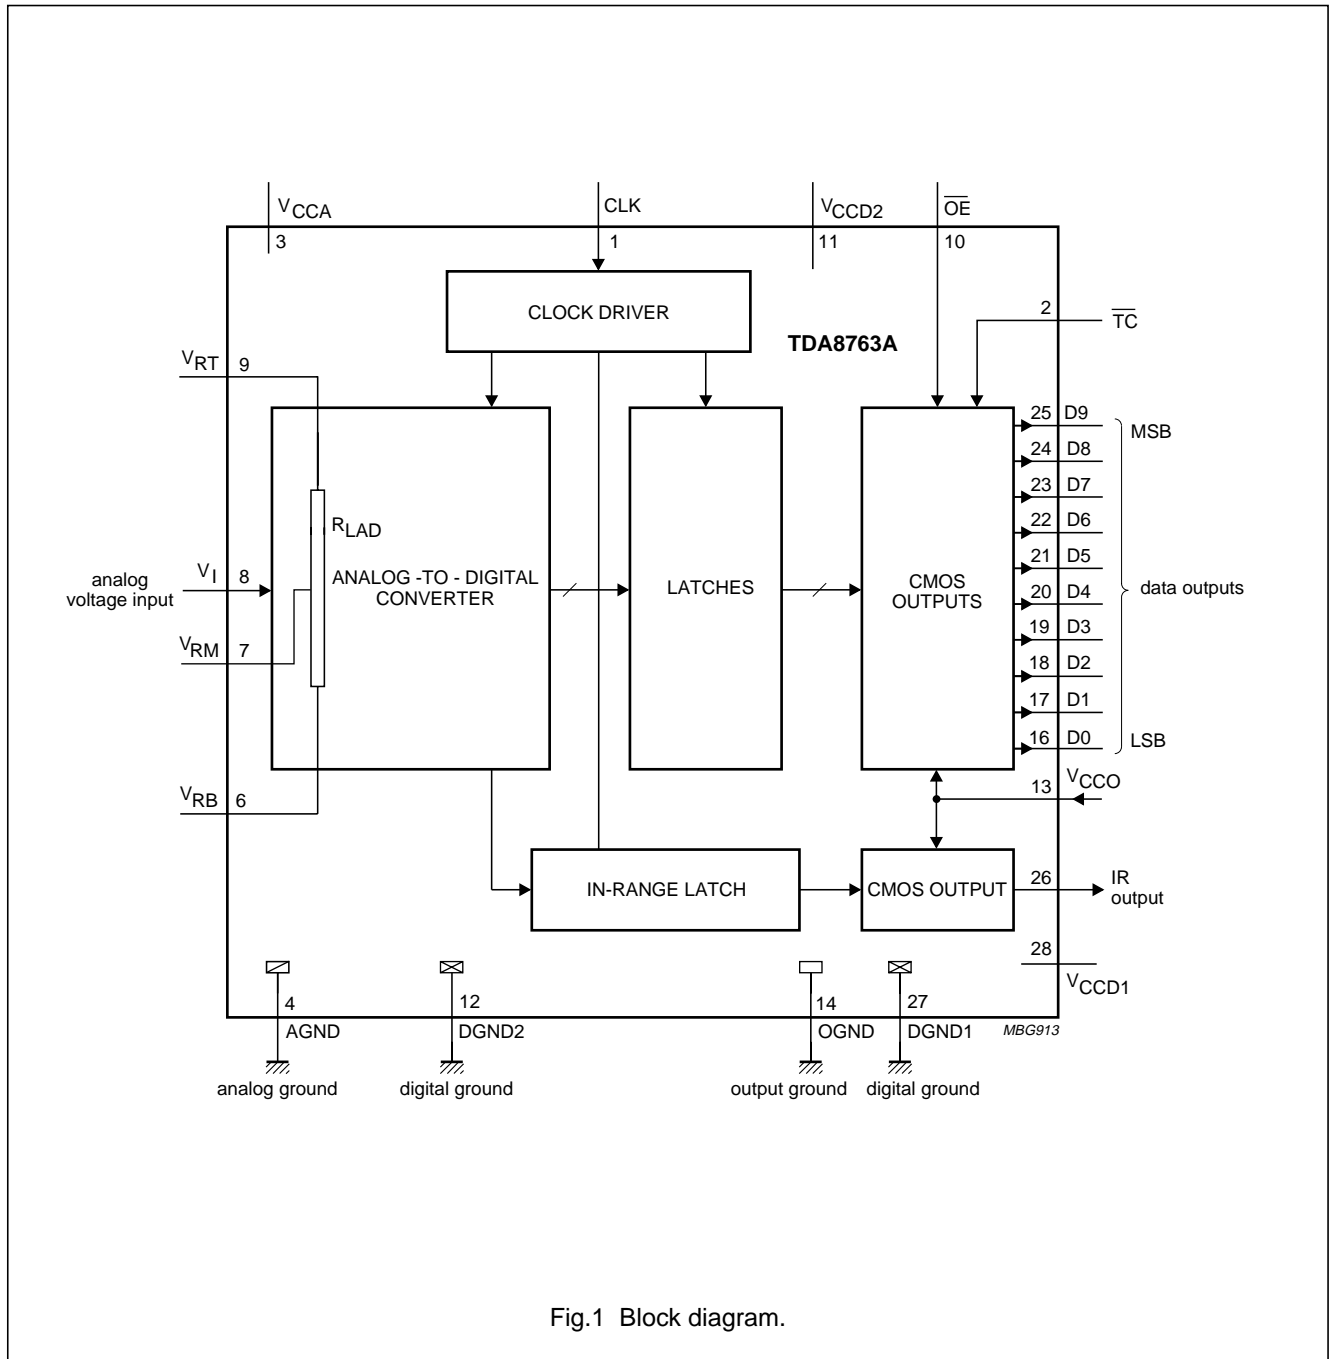 VCCA CLK VCCD2 OE
3 1 11 10
CLOCK DRIVER
2 TC
TDA8763A
VRT 9
25 D9 MSB
24 D8
23 D7
22 D6
21 D5
20 D4
19 D3
18 D2
17 D1
16 D0 LSB
data outputs
RLAD
analog
voltage input
VI 8
ANALOG -TO - DIGITAL
CONVERTER
LATCHES
CMOS
OUTPUTS
VRM 7
VRB 6
13 VCCO
IN-RANGE LATCH
CMOS OUTPUT
26 IR
output
28
VCCD1
4 12 14 27
AGND DGND2 OGND DGND1
MBG913
analog ground digital ground output ground digital ground
Fig.1 Block diagram.